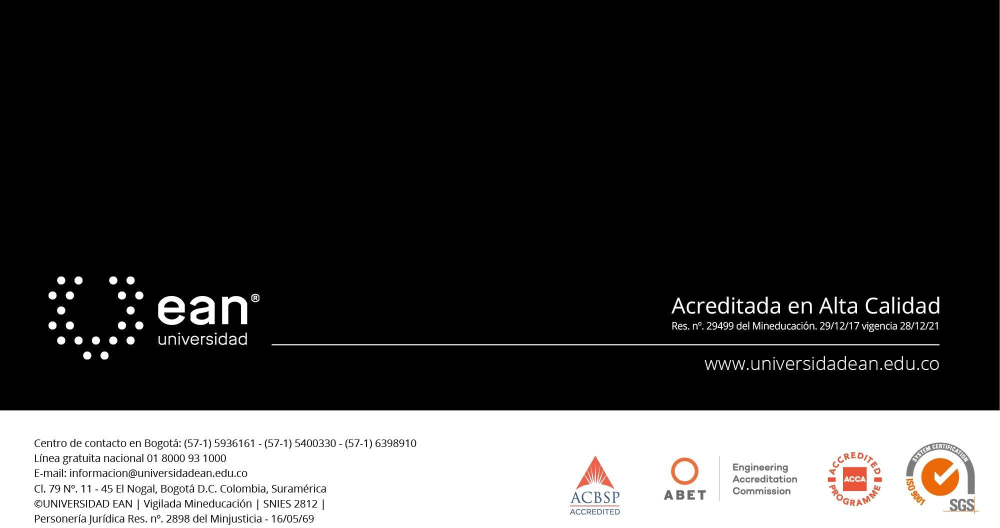 ean®
universidad
Acreditada en Alta Calidad
Res. nº. 29499 del Mineducación. 29/12/17 vigencia 28/12/21
www.universidadean.edu.co
Centro de contacto en Bogotá: (57-1) 5936161 - (57-1) 5400330 - (57-1) 6398910
Línea gratuita nacional 01 8000 93 1000
E-mail: informacion@universidadean.edu.co
Cl. 79 Nº. 11 - 45 El Nogal, Bogotá D.C. Colombia, Suramérica
©UNIVERSIDAD EAN | Vigilada Mineducación | SNIES 2812 |
Personería Jurídica Res. nº. 2898 del Minjusticia - 16/05/69
ACBSP
ACCREDITED
ABET
Engineering
Accreditation
Commission
ACCREDITED
ACCA
PROGRAMME
SYSTEM CERTIFICATION
ISO 9001
SGS